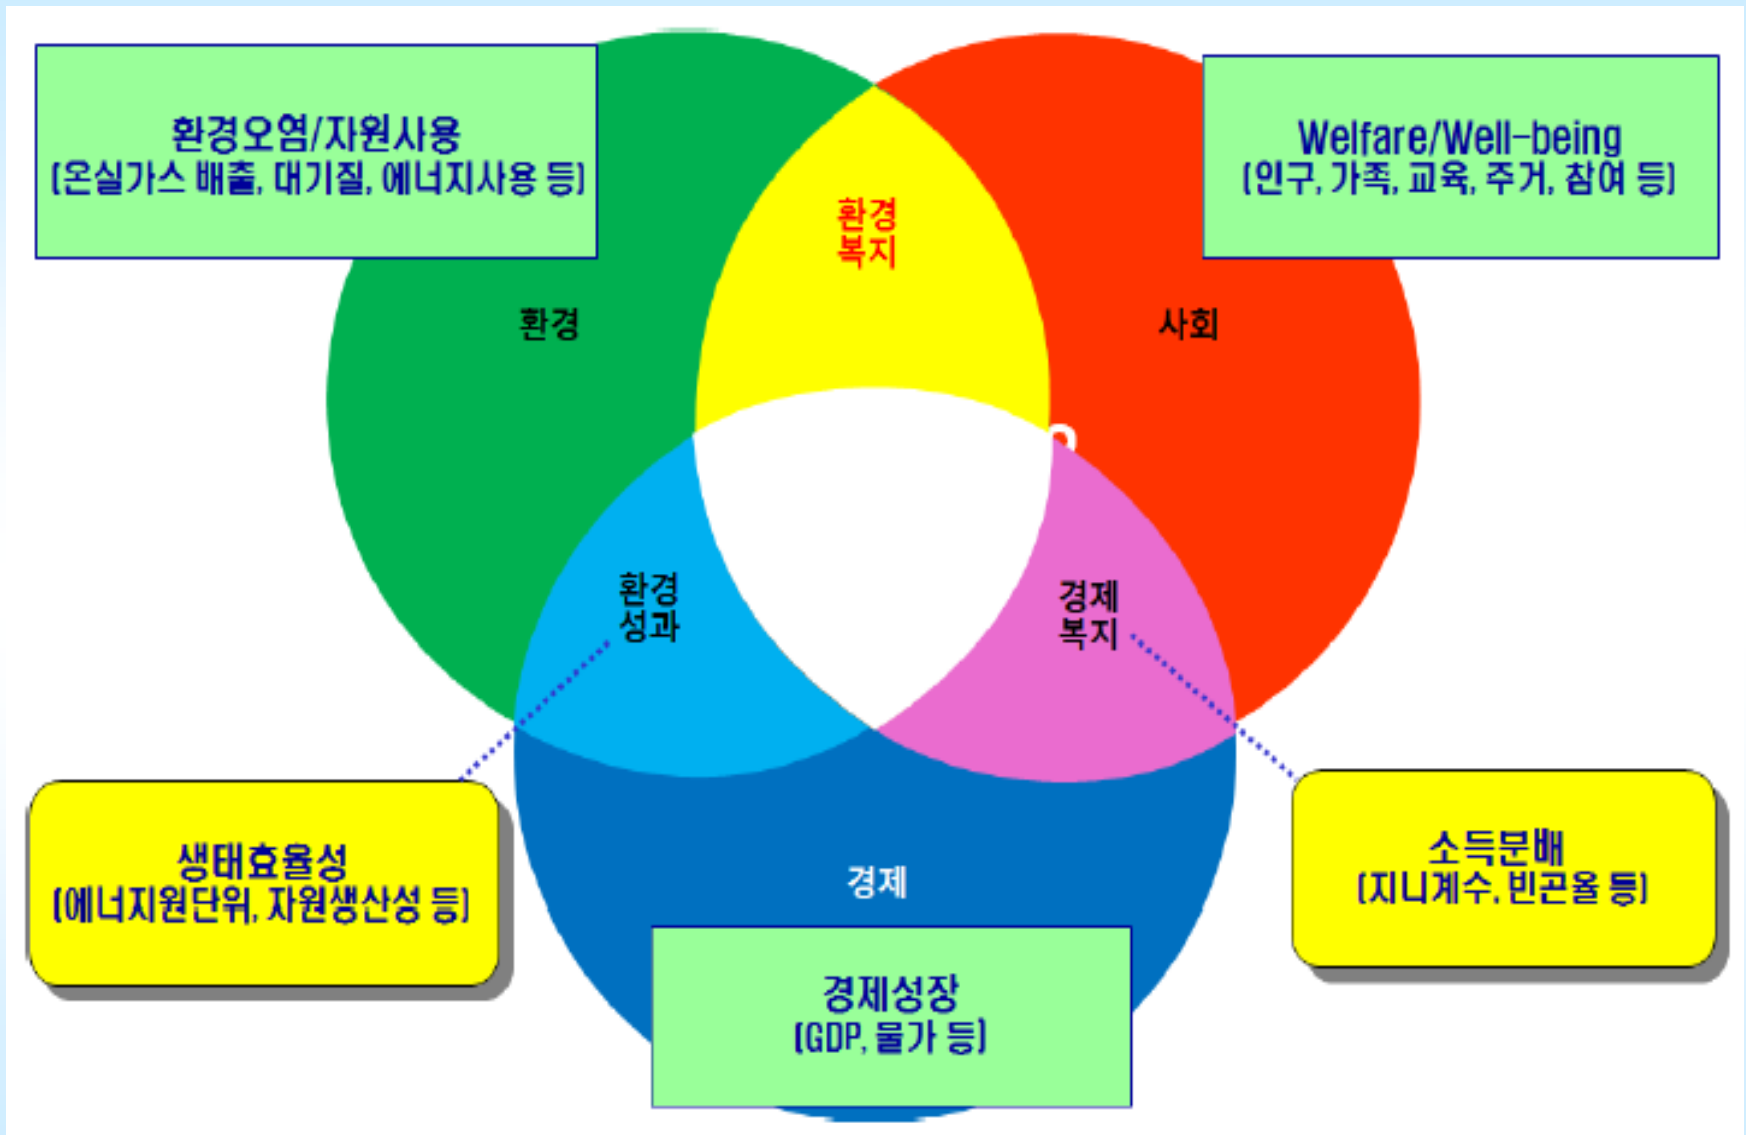 환경오염/자원사용
(온실가스 배출, 대기질, 에너지사용 등)
Welfare/Well-being
(인구, 가족, 교육, 주거, 참여 등)
환경
복지
환경
사회
환경
성과
경제
복지
생태효율성
(에너지원단위, 자원생산성 등)
소득분배
(지니계수, 빈곤율 등)
경제
경제성장
(GDP, 물가 등)